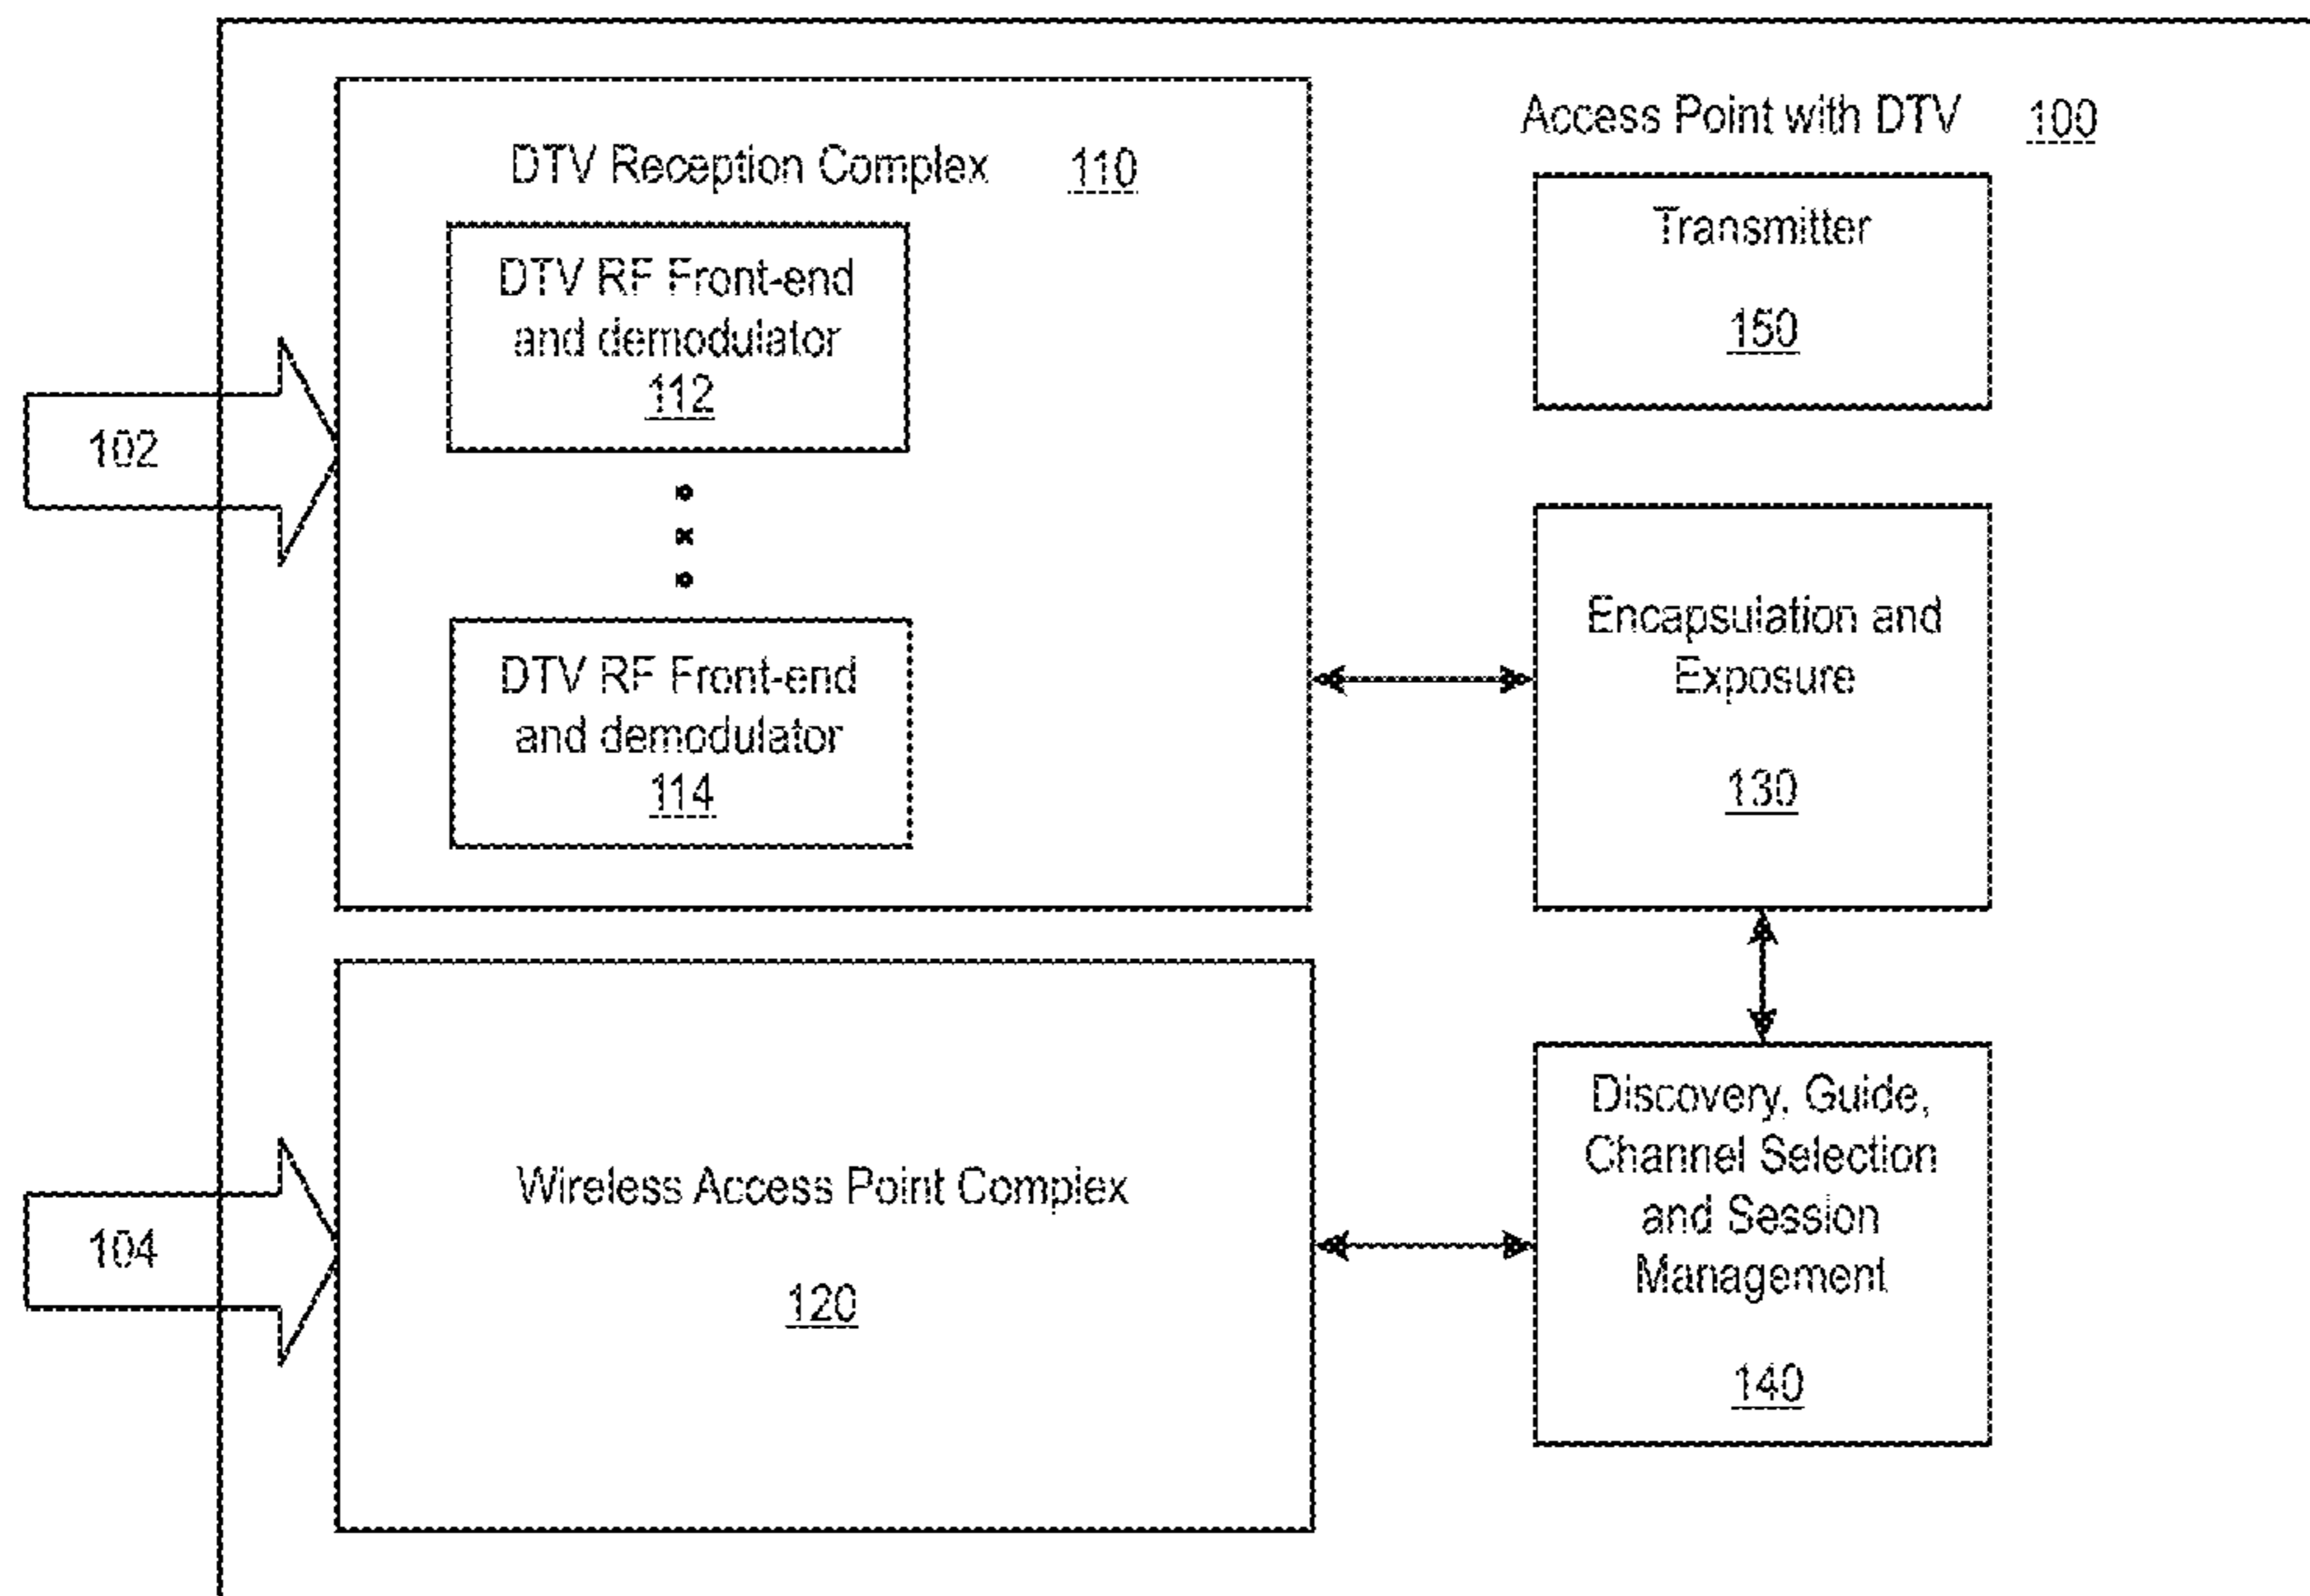 Access Point with DTV 100
DTV Reception Complex 110
DTV RF Front-end
and demodulator
112
DTV RF Front-end
and demodulator
114
Transmitter
150
102
Encapsulation and
Exposure
130
Wireless Access Point Complex
120
104
Discovery, Guide,
Channel Selection
and Session
Management
140